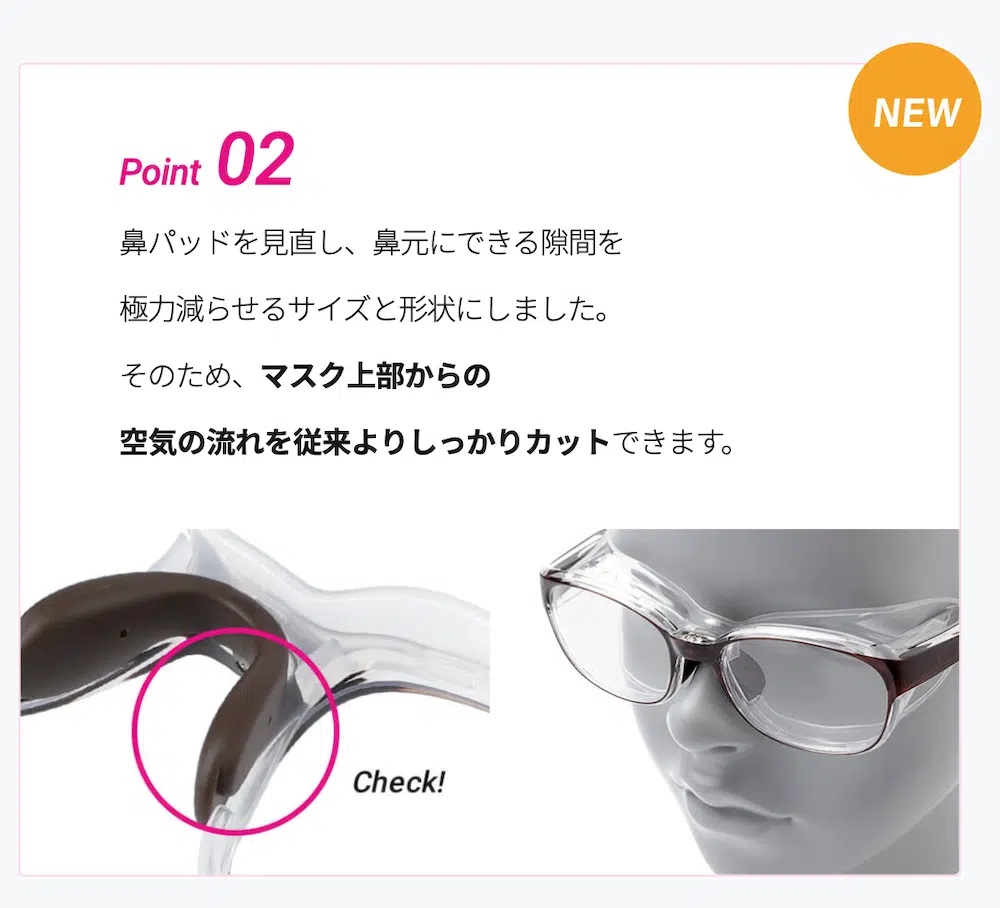 NEW
Point 02
鼻パッドを見直し、鼻元にできる隙間を
極力減らせるサイズと形状にしました。
そのため、マスク上部からの
空気の流れを従来よりしっかりカットできます。
Check!